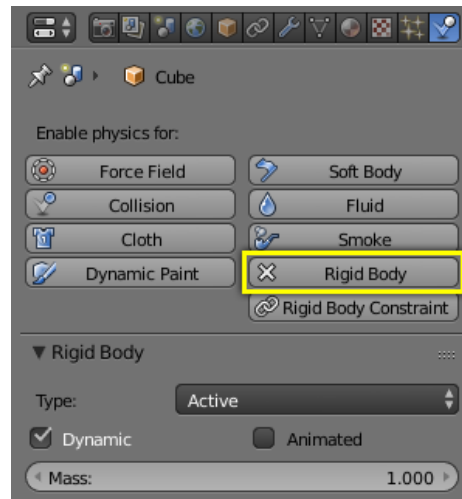 Cube
Enable physics for:
Force Field Soft Body
Collision Fluid
Cloth Smoke
Dynamic Paint Rigid Body
Rigid Body Constraint
Rigid Body
Type: Active
Dynamic Animated
Mass: 1.000